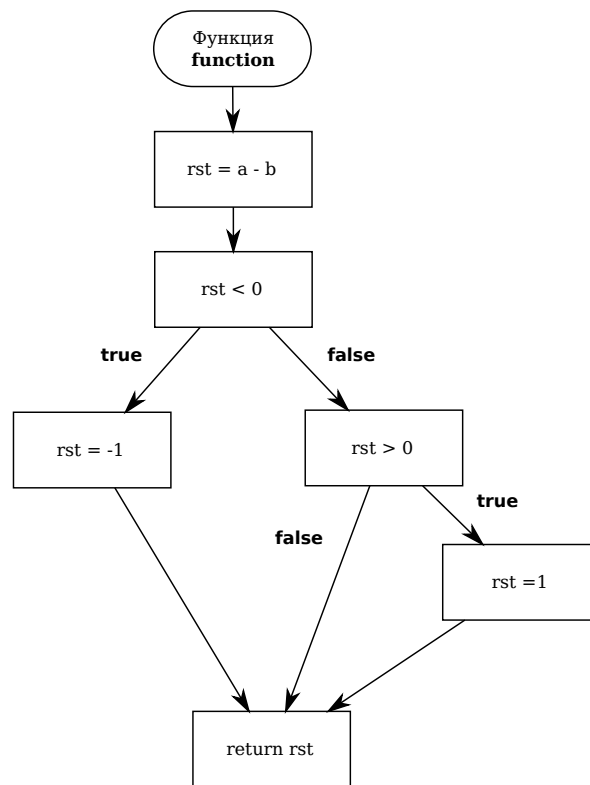 Функция
function
rst = a - b
rst < 0
true
false
rst = -1
rst > 0
true
false
rst =1
return rst